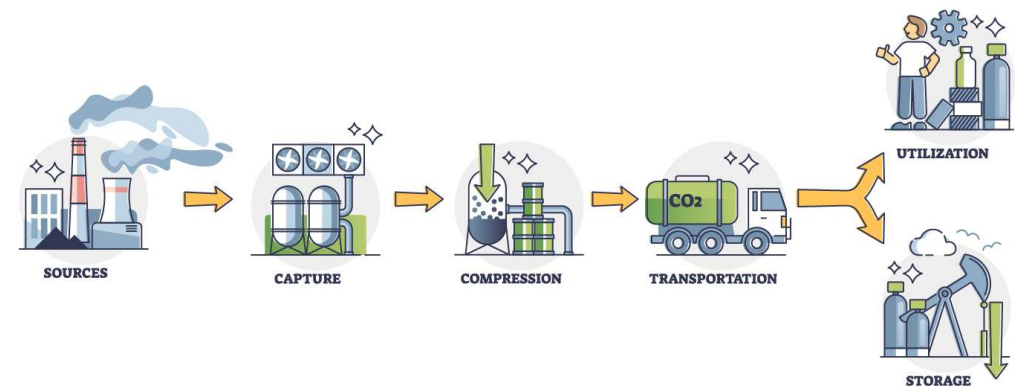 SOURCES
CAPTURE
COMPRESSION
CO₂
TRANSPORTATION
UTILIZATION
STORAGE